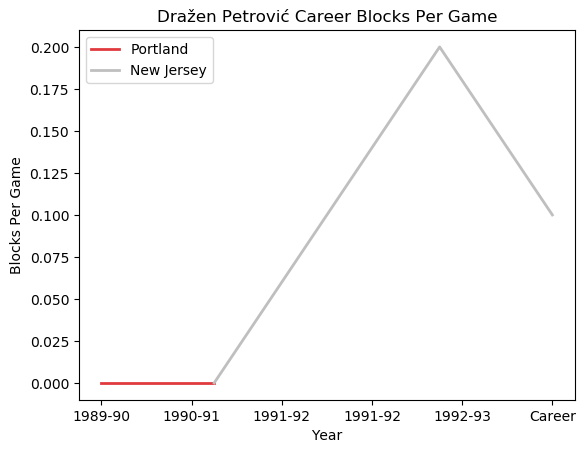 Dražen Petrović Career Blocks Per Game
Portland
New Jersey
0.200
0.175
0.150
0.125
0.100
0.075
0.050
0.025
0.000
Blocks Per Game
1989-90 1990-91 1991-92 1991-92 1992-93 Career
Year